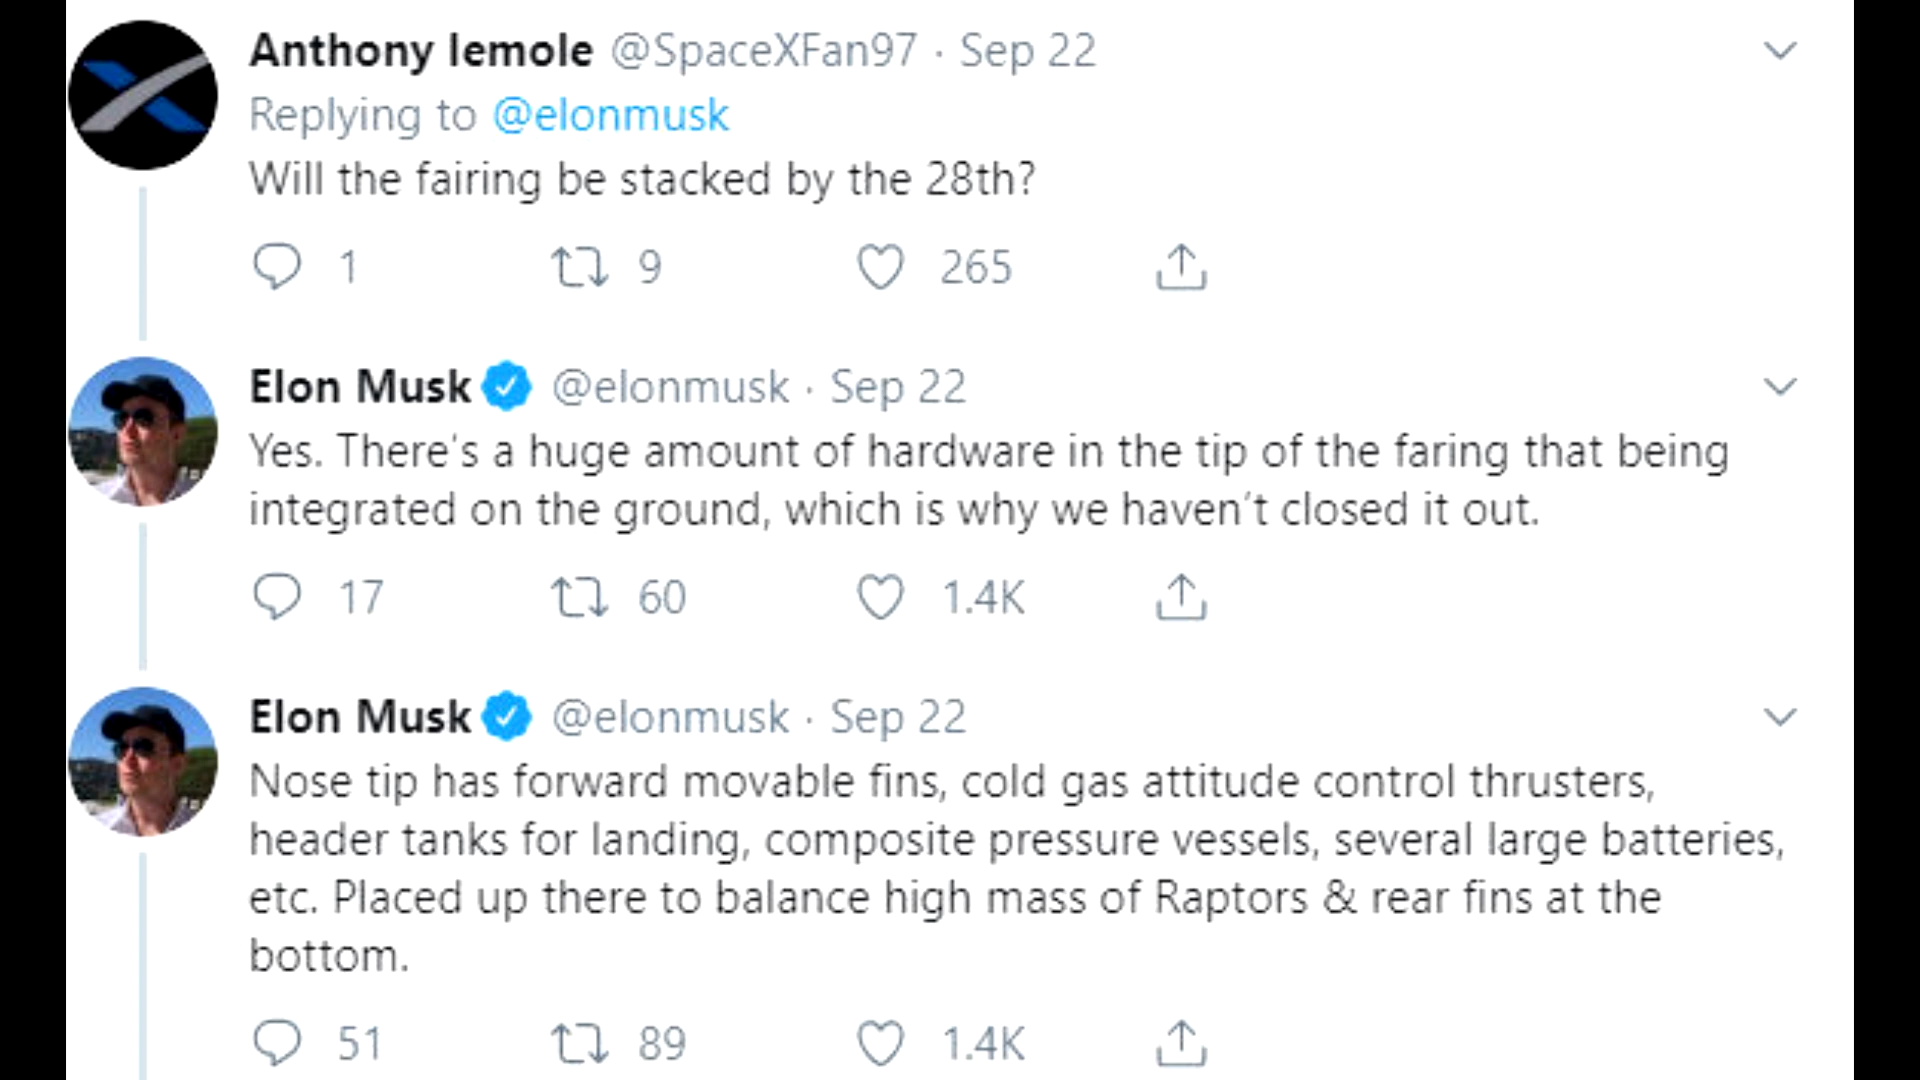 Anthony Iemole @SpaceXFan97 · Sep 22
Replying to @elonmusk
Will the fairing be stacked by the 28th?
1 9 265
Elon Musk @elonmusk · Sep 22
Yes. There's a huge amount of hardware in the tip of the faring that being
integrated on the ground, which is why we haven't closed it out.
17 60 1.4K
Elon Musk @elonmusk · Sep 22
Nose tip has forward movable fins, cold gas attitude control thrusters,
header tanks for landing, composite pressure vessels, several large batteries,
etc. Placed up there to balance high mass of Raptors & rear fins at the
bottom.
51 89 1.4K